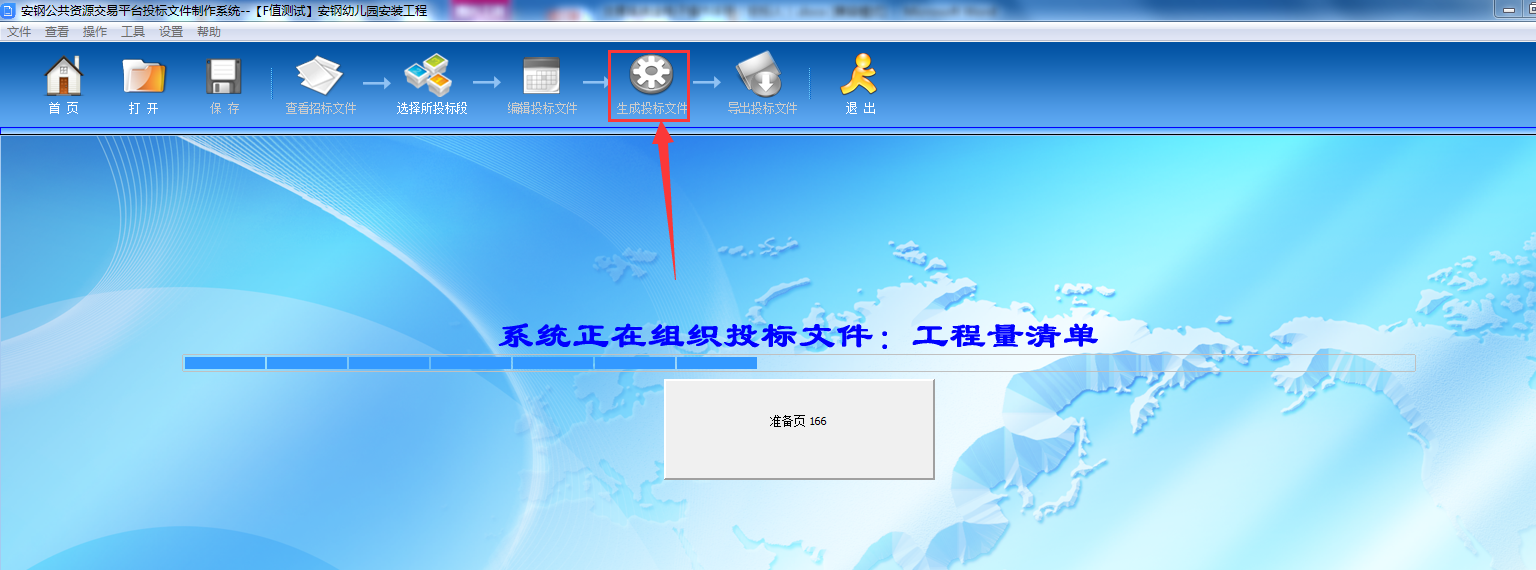 安钢公共资源交易平台投标文件制作系统--【F值测试】安钢幼儿园安装工程
文件 查看 操作 工具 设置 帮助
首 页 打 开 保 存 查看招标文件 选择所投标段 编辑投标文件 生成投标文件 导出投标文件 退 出
系统正在组织投标文件：工程量清单
准备页 166